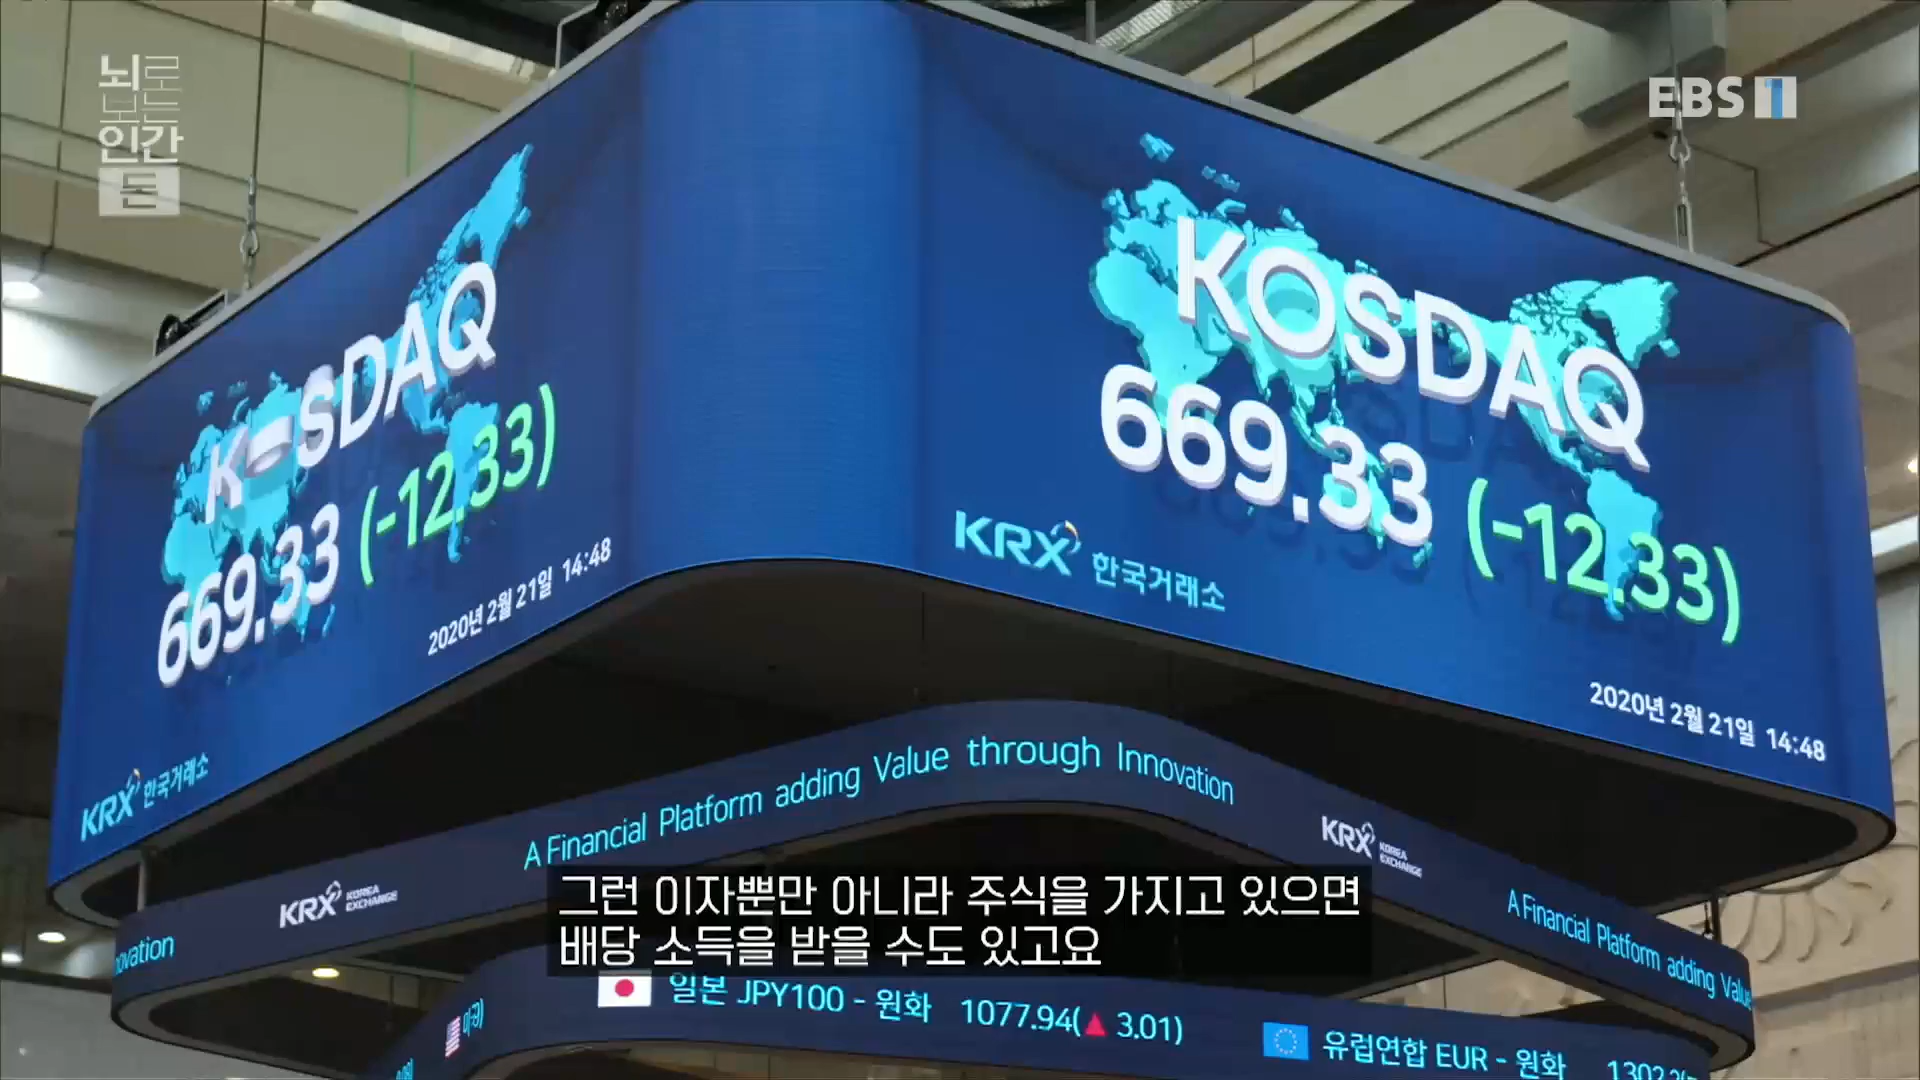 뇌로
보는
인간
돈
EBS 1
KOSDAQ
669.33 (-12.33)
2020년 2월 21일 14:48
KRX 한국거래소
KOSDAQ
669.33 (-12.33)
KRX 한국거래소
2020년 2월 21일 14:48
A Financial Platform adding Value through Innovation
KRX KOREA EXCHANGE
KRX KOREA EXCHANGE
A Financial Platform adding Value
그런 이자뿐만 아니라 주식을 가지고 있으면
배당 소득을 받을 수도 있고요
일본 JPY100 - 원화 1077.94(▲ 3.01)
유럽연합 EUR - 원화